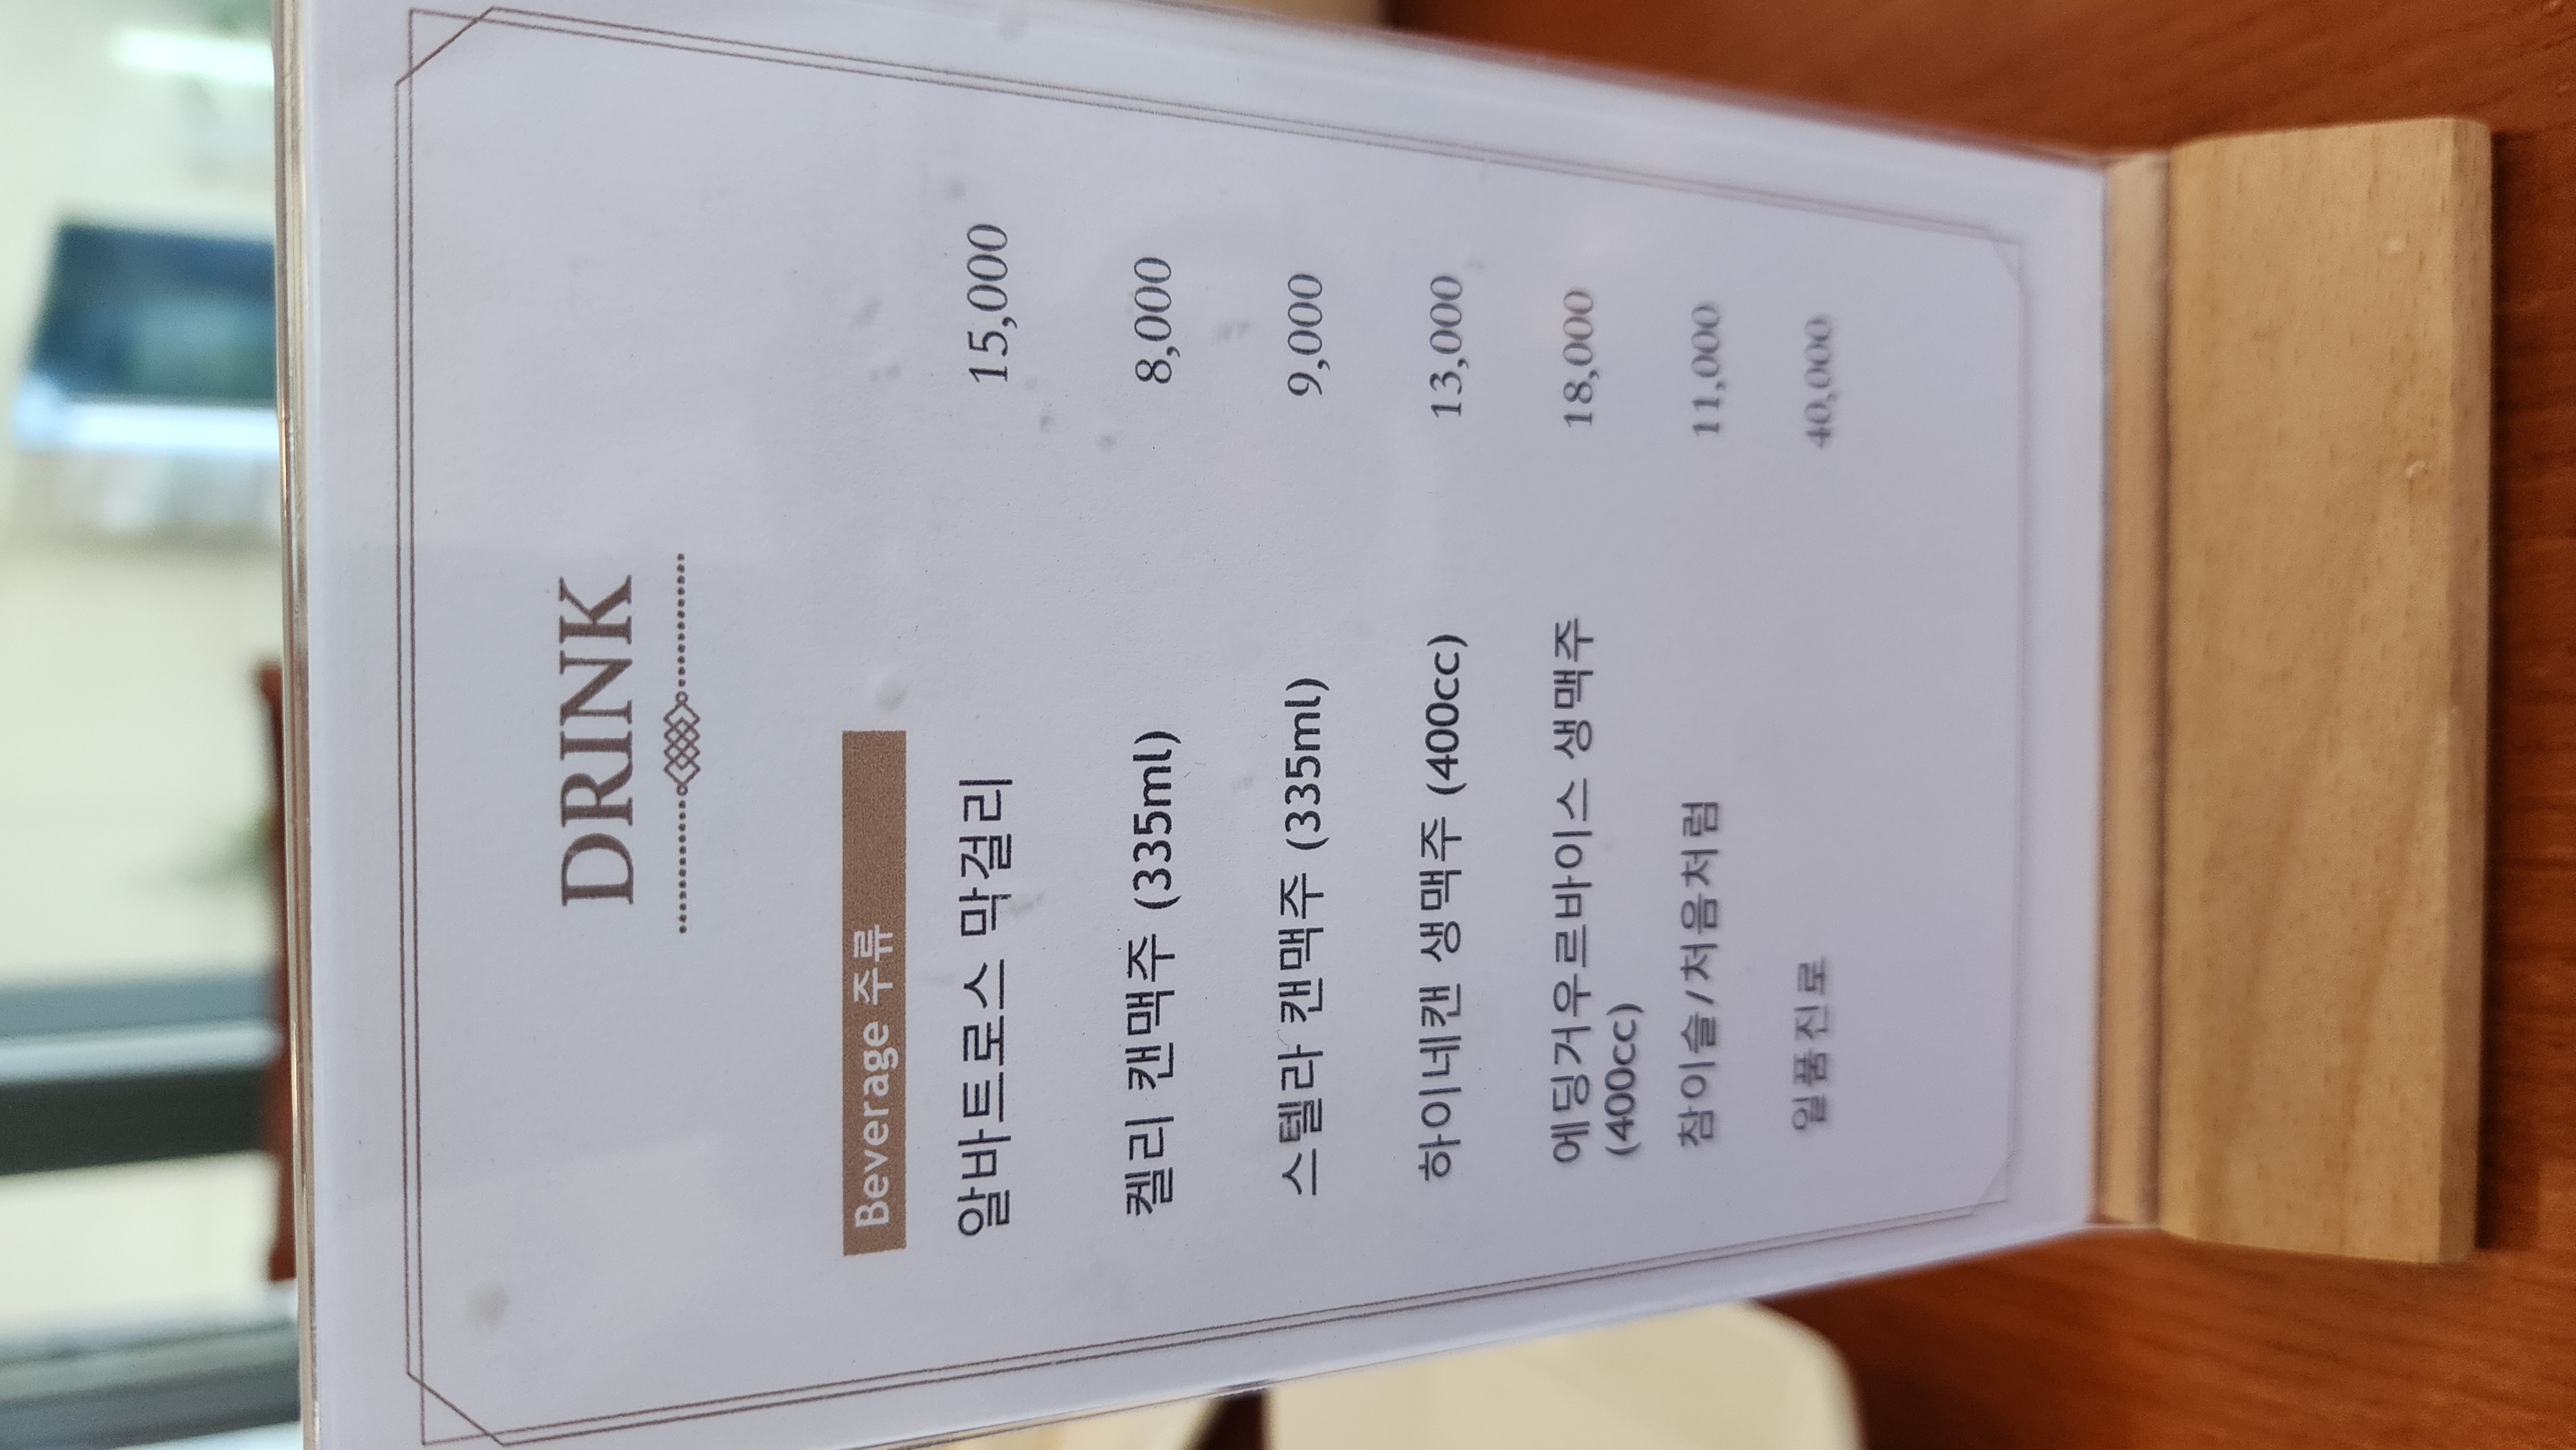 DRINK
Beverage 주류
알바트로스 막걸리 15,000
켈리 캔맥주 (335ml) 8,000
스텔라 캔맥주 (335ml) 9,000
하이네캔 생맥주 (400cc) 13,000
에딩거우르바이스 생맥주 18,000
(400cc)
참이슬/처음처럼 11,000
일품진로 40,000